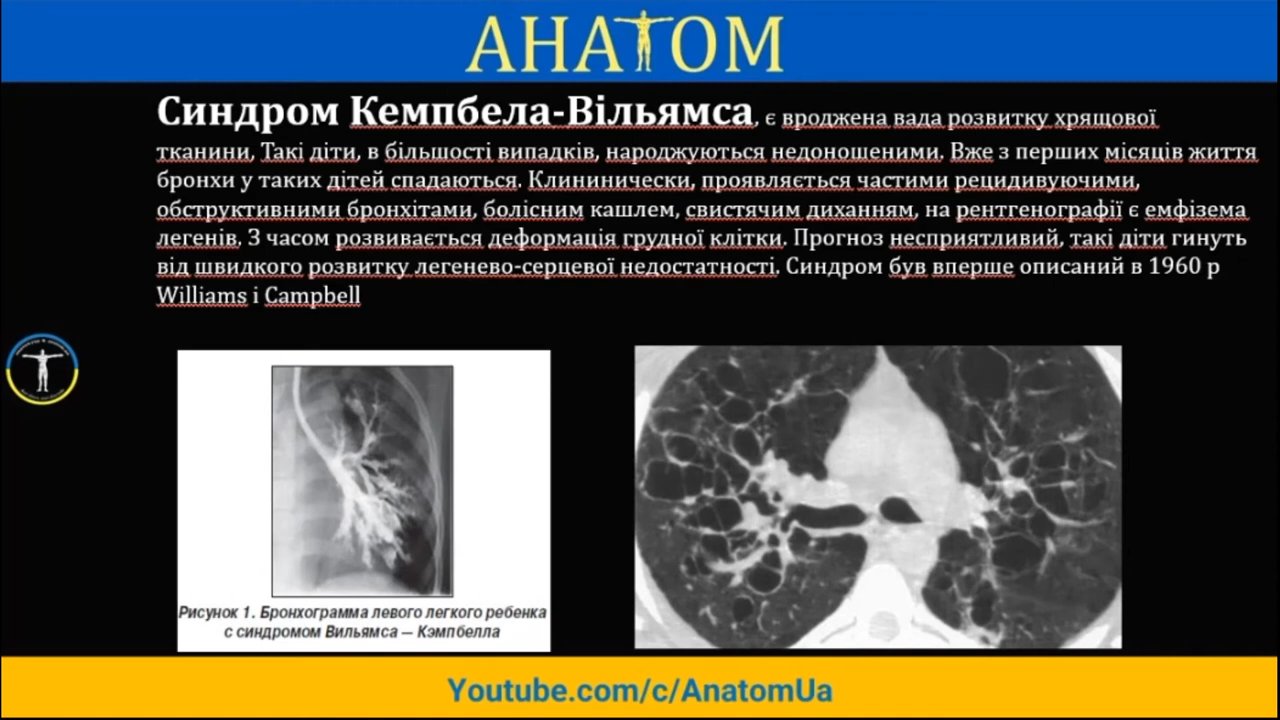 АНАТОМ
Синдром Кемпбела-Вільямса, є вроджена вада розвитку хрящової
тканини, Такі діти, в більшості випадків, народжуються недоношеними. Вже з перших місяців життя
бронхи у таких дітей спадаються. Клининически, проявляється частими рецидивуючими,
обструктивними бронхітами, болісним кашлем, свистячим диханням, на рентгенографії є емфізема
легенів. З часом розвивається деформація грудної клітки. Прогноз несприятливий, такі діти гинуть
від швидкого розвитку легенево-серцевої недостатності. Синдром був вперше описаний в 1960 р
Williams і Campbell
Рисунок 1. Бронхограмма левого легкого ребенка
с синдромом Вильямса — Кэмпбелла
Youtube.com/c/AnatomUa